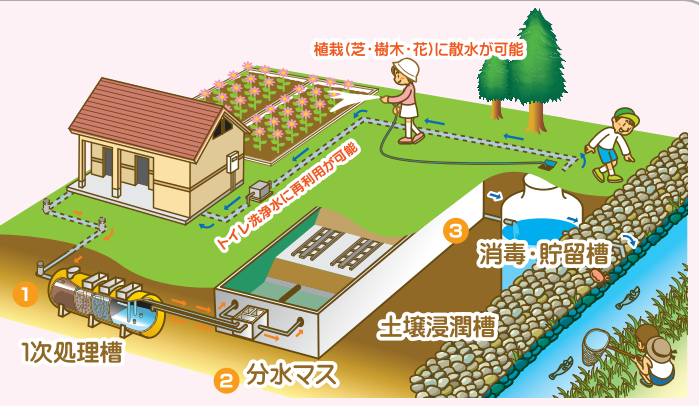 植栽(芝・樹木・花)に散水が可能
トイレ洗浄水に再利用が可能
3
消毒・貯留槽
1
土壌浸潤槽
1次処理槽
2 分水マス